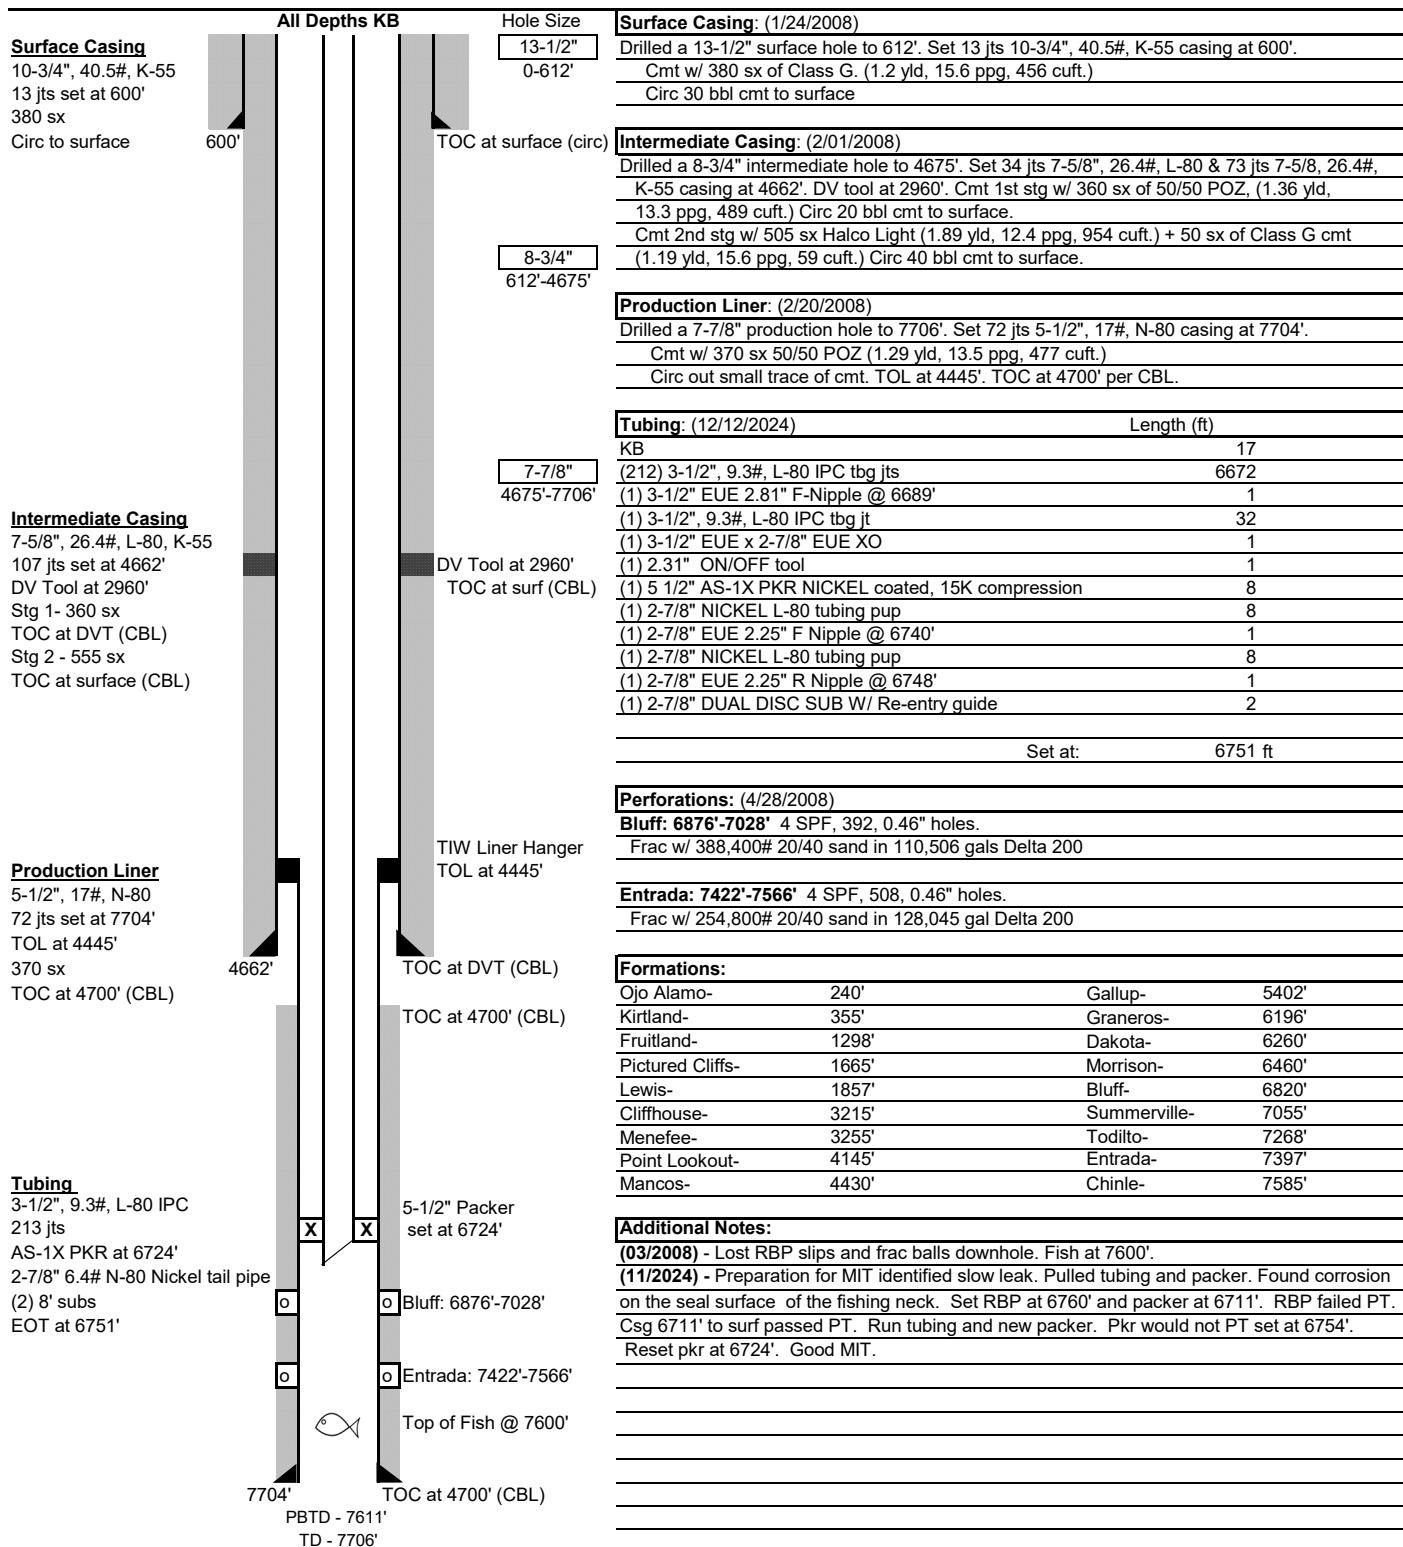 All Depths KB
Hole Size
Surface Casing
10-3/4", 40.5#, K-55
13 jts set at 600'
380 sx
Circ to surface
600'
13-1/2"
0-612'
TOC at surface (circ)
8-3/4"
612'-4675'
7-7/8"
4675'-7706'
Intermediate Casing
7-5/8", 26.4#, L-80, K-55
107 jts set at 4662'
DV Tool at 2960'
Stg 1- 360 sx
TOC at DVT (CBL)
Stg 2 - 555 sx
TOC at surface (CBL)
DV Tool at 2960'
TOC at surf (CBL)
TIW Liner Hanger
TOL at 4445'
Production Liner
5-1/2", 17#, N-80
72 jts set at 7704'
TOL at 4445'
370 sx
TOC at 4700' (CBL)
4662'
TOC at DVT (CBL)
TOC at 4700' (CBL)
Tubing
3-1/2", 9.3#, L-80 IPC
213 jts
AS-1X PKR at 6724'
2-7/8" 6.4# N-80 Nickel tail pipe
(2) 8' subs
EOT at 6751'
X
X
5-1/2" Packer
set at 6724'
o
o
Bluff: 6876'-7028'
o
o
Entrada: 7422'-7566'
Top of Fish @ 7600'
7704'
TOC at 4700' (CBL)
PBTD - 7611'
TD - 7706'
Surface Casing: (1/24/2008)
Drilled a 13-1/2" surface hole to 612'. Set 13 jts 10-3/4", 40.5#, K-55 casing at 600'.
Cmt w/ 380 sx of Class G. (1.2 yld, 15.6 ppg, 456 cuft.)
Circ 30 bbl cmt to surface
Intermediate Casing: (2/01/2008)
Drilled a 8-3/4" intermediate hole to 4675'. Set 34 jts 7-5/8", 26.4#, L-80 & 73 jts 7-5/8, 26.4#,
K-55 casing at 4662'. DV tool at 2960'. Cmt 1st stg w/ 360 sx of 50/50 POZ, (1.36 yld,
13.3 ppg, 489 cuft.) Circ 20 bbl cmt to surface.
Cmt 2nd stg w/ 505 sx Halco Light (1.89 yld, 12.4 ppg, 954 cuft.) + 50 sx of Class G cmt
(1.19 yld, 15.6 ppg, 59 cuft.) Circ 40 bbl cmt to surface.
Production Liner: (2/20/2008)
Drilled a 7-7/8" production hole to 7706'. Set 72 jts 5-1/2", 17#, N-80 casing at 7704'.
Cmt w/ 370 sx 50/50 POZ (1.29 yld, 13.5 ppg, 477 cuft.)
Circ out small trace of cmt. TOL at 4445'. TOC at 4700' per CBL.
Tubing: (12/12/2024) Length (ft)
KB 17
(212) 3-1/2", 9.3#, L-80 IPC tbg jts 6672
(1) 3-1/2" EUE 2.81" F-Nipple @ 6689' 1
(1) 3-1/2", 9.3#, L-80 IPC tbg jt 32
(1) 3-1/2" EUE x 2-7/8" EUE XO 1
(1) 2.31" ON/OFF tool 1
(1) 5 1/2" AS-1X PKR NICKEL coated, 15K compression 8
(1) 2-7/8" NICKEL L-80 tubing pup 8
(1) 2-7/8" EUE 2.25" F Nipple @ 6740' 1
(1) 2-7/8" NICKEL L-80 tubing pup 8
(1) 2-7/8" EUE 2.25" R Nipple @ 6748' 1
(1) 2-7/8" DUAL DISC SUB W/ Re-entry guide 2
Set at: 6751 ft
Perforations: (4/28/2008)
Bluff: 6876'-7028' 4 SPF, 392, 0.46" holes.
Frac w/ 388,400# 20/40 sand in 110,506 gals Delta 200
Entrada: 7422'-7566' 4 SPF, 508, 0.46" holes.
Frac w/ 254,800# 20/40 sand in 128,045 gal Delta 200
Formations:
Ojo Alamo- 240' Gallup- 5402'
Kirtland- 355' Graneros- 6196'
Fruitland- 1298' Dakota- 6260'
Pictured Cliffs- 1665' Morrison- 6460'
Lewis- 1857' Bluff- 6820'
Cliffhouse- 3215' Summerville- 7055'
Menefee- 3255' Todilto- 7268'
Point Lookout- 4145' Entrada- 7397'
Mancos- 4430' Chinle- 7585'
Additional Notes:
(03/2008) - Lost RBP slips and frac balls downhole. Fish at 7600'.
(11/2024) - Preparation for MIT identified slow leak. Pulled tubing and packer. Found corrosion
on the seal surface of the fishing neck. Set RBP at 6760' and packer at 6711'. RBP failed PT.
Csg 6711' to surf passed PT. Run tubing and new packer. Pkr would not PT set at 6754'.
Reset pkr at 6724'. Good MIT.